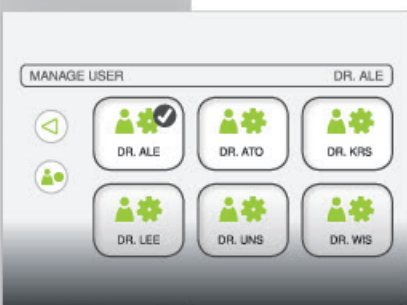 MANAGE USER DR. ALE
DR. ALE DR. ATO DR. KRS
DR. LEE DR. UNS DR. WIS